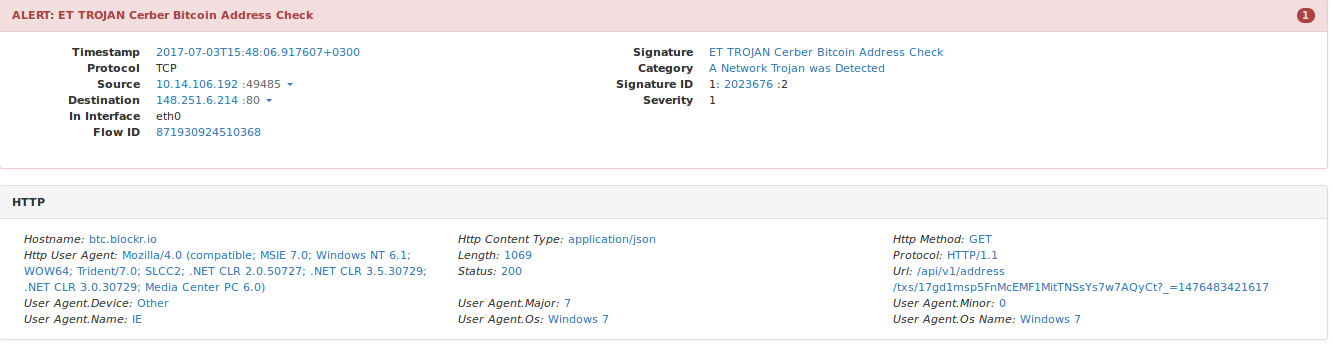 ALERT: ET TROJAN Cerber Bitcoin Address Check 1
Timestamp 2017-07-03T15:48:06.917607+0300
Protocol TCP
Source 10.14.106.192 :49485
Destination 148.251.6.214 :80
In Interface eth0
Flow ID 871930924510368
Signature ET TROJAN Cerber Bitcoin Address Check
Category A Network Trojan was Detected
Signature ID 1: 2023676 :2
Severity 1
HTTP
Hostname: btc.blockr.io
Http User Agent: Mozilla/4.0 (compatible; MSIE 7.0; Windows NT 6.1;
WOW64; Trident/7.0; SLCC2; .NET CLR 2.0.50727; .NET CLR 3.5.30729;
.NET CLR 3.0.30729; Media Center PC 6.0)
User Agent.Device: Other
User Agent.Name: IE
Http Content Type: application/json
Length: 1069
Status: 200
User Agent.Major: 7
User Agent.Os: Windows 7
Http Method: GET
Protocol: HTTP/1.1
Url: /api/v1/address
/txs/17gd1msp5FnMcEMF1MitTNSsYs7w7AQyCt?_=1476483421617
User Agent.Minor: 0
User Agent.Os Name: Windows 7